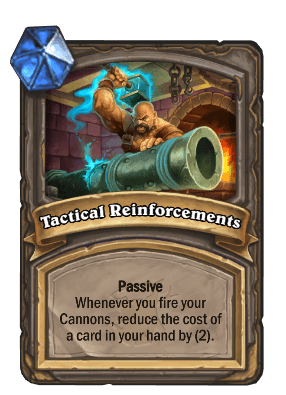 Tactical Reinforcements
Passive
Whenever you fire your
Cannons, reduce the cost of
a card in your hand by (2).